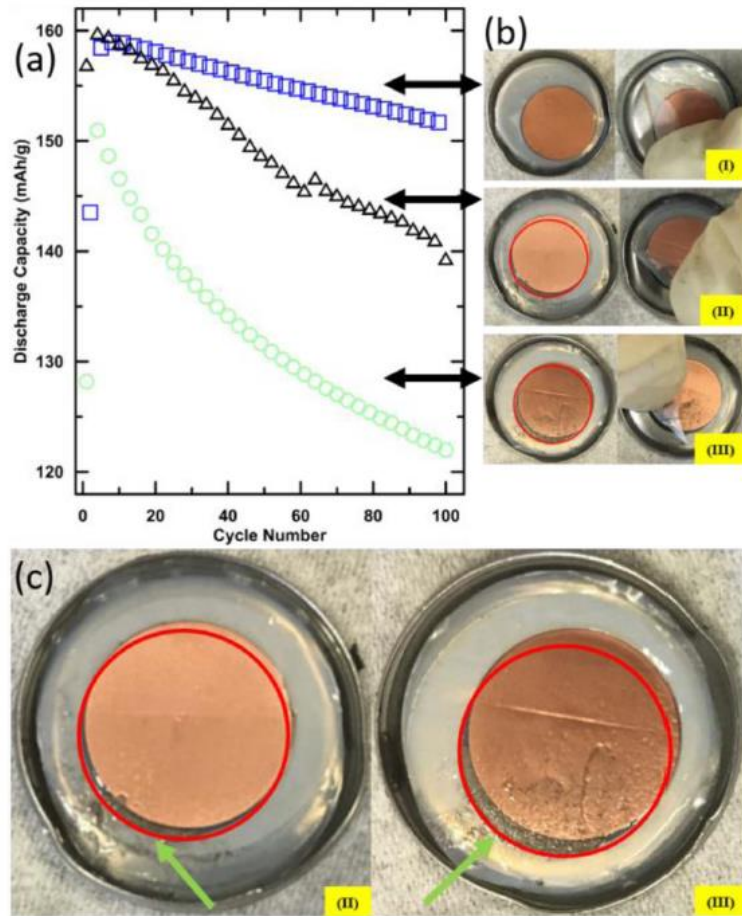 (a)
160
150
140
130
120
Discharge Capacity (mAh/g)
0
20
40
60
80
100
Cycle Number
(b)
(I)
(II)
(III)
(c)
(II)
(III)